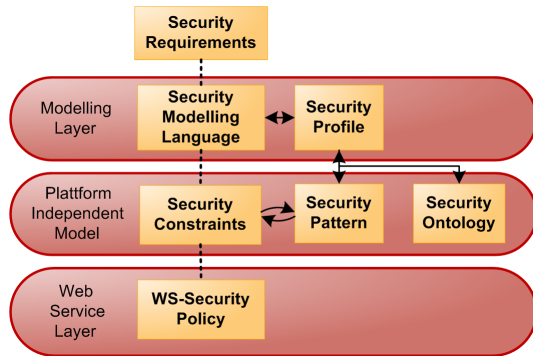 Security
Requirements
Modelling
Layer
Security
Modelling
Language
Security
Profile
Plattform
Independent
Model
Security
Constraints
Security
Pattern
Security
Ontology
Web
Service
Layer
WS-Security
Policy